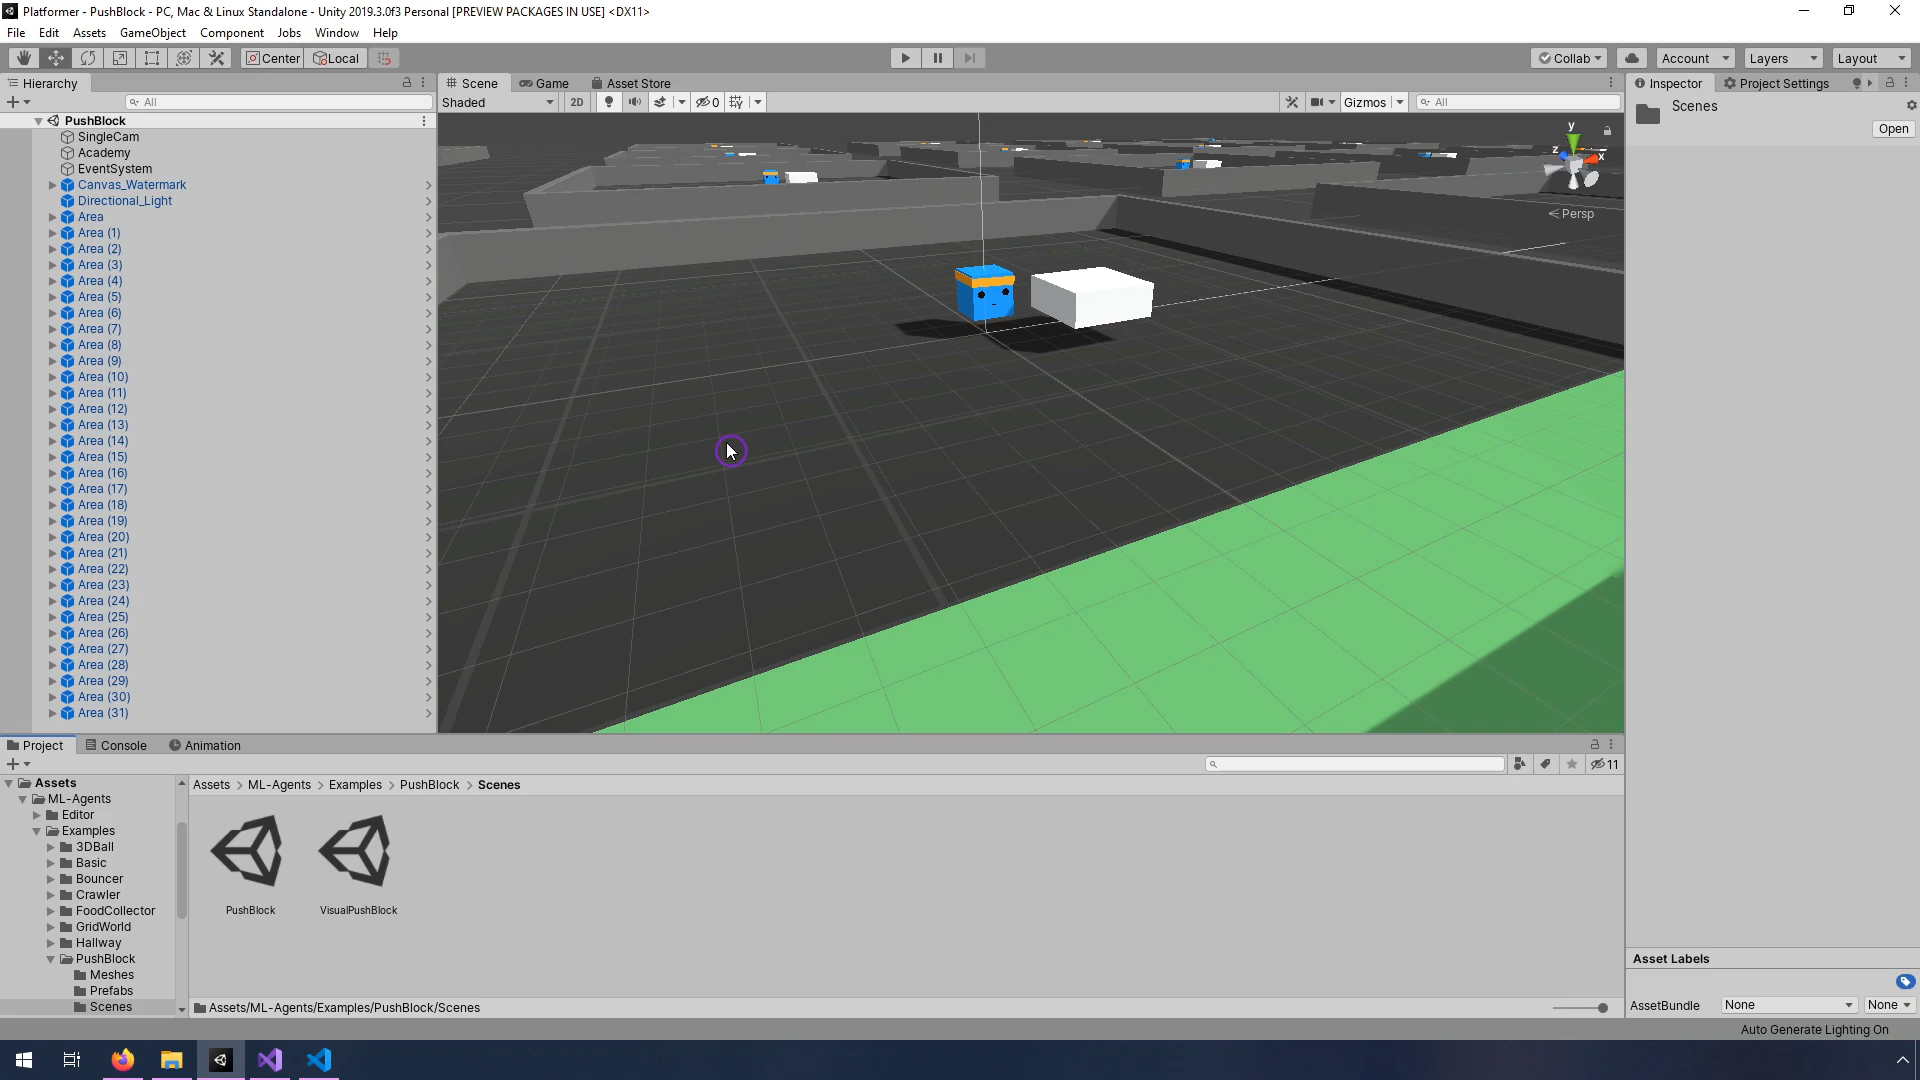 Platformer - PushBlock - PC, Mac & Linux Standalone - Unity 2019.3.0f3 Personal [PREVIEW PACKAGES IN USE] <DX11>
File Edit Assets GameObject Component Jobs Window Help
Center Local Collab Account Layers Layout
Hierarchy
All
PushBlock
SingleCam
Academy
EventSystem
Canvas_Watermark
Directional_Light
Area
Area (1)
Area (2)
Area (3)
Area (4)
Area (5)
Area (6)
Area (7)
Area (8)
Area (9)
Area (10)
Area (11)
Area (12)
Area (13)
Area (14)
Area (15)
Area (16)
Area (17)
Area (18)
Area (19)
Area (20)
Area (21)
Area (22)
Area (23)
Area (24)
Area (25)
Area (26)
Area (27)
Area (28)
Area (29)
Area (30)
Area (31)
Scene Game Asset Store
Shaded 2D 0 Gizmos All
y
z x
Persp
Inspector Project Settings
Scenes
Open
Project Console Animation
11
Assets
ML-Agents
Editor
Examples
3DBall
Basic
Bouncer
Crawler
FoodCollector
GridWorld
Hallway
PushBlock
Meshes
Prefabs
Scenes
Assets > ML-Agents > Examples > PushBlock > Scenes
PushBlock VisualPushBlock
Assets/ML-Agents/Examples/PushBlock/Scenes
Asset Labels
AssetBundle None None
Auto Generate Lighting On